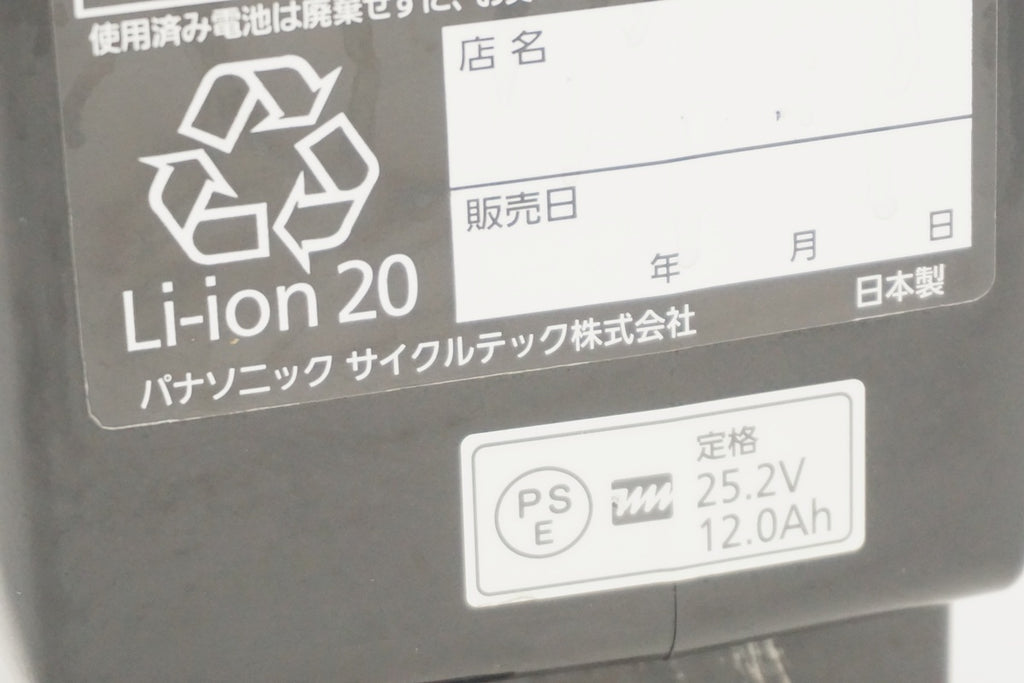 使用済み電池は廃棄せずに、お
店名
販売日
年 月 日
Li-ion 20
パナソニック サイクルテック株式会社
日本製
PS
E
定格
25.2V
12.0Ah